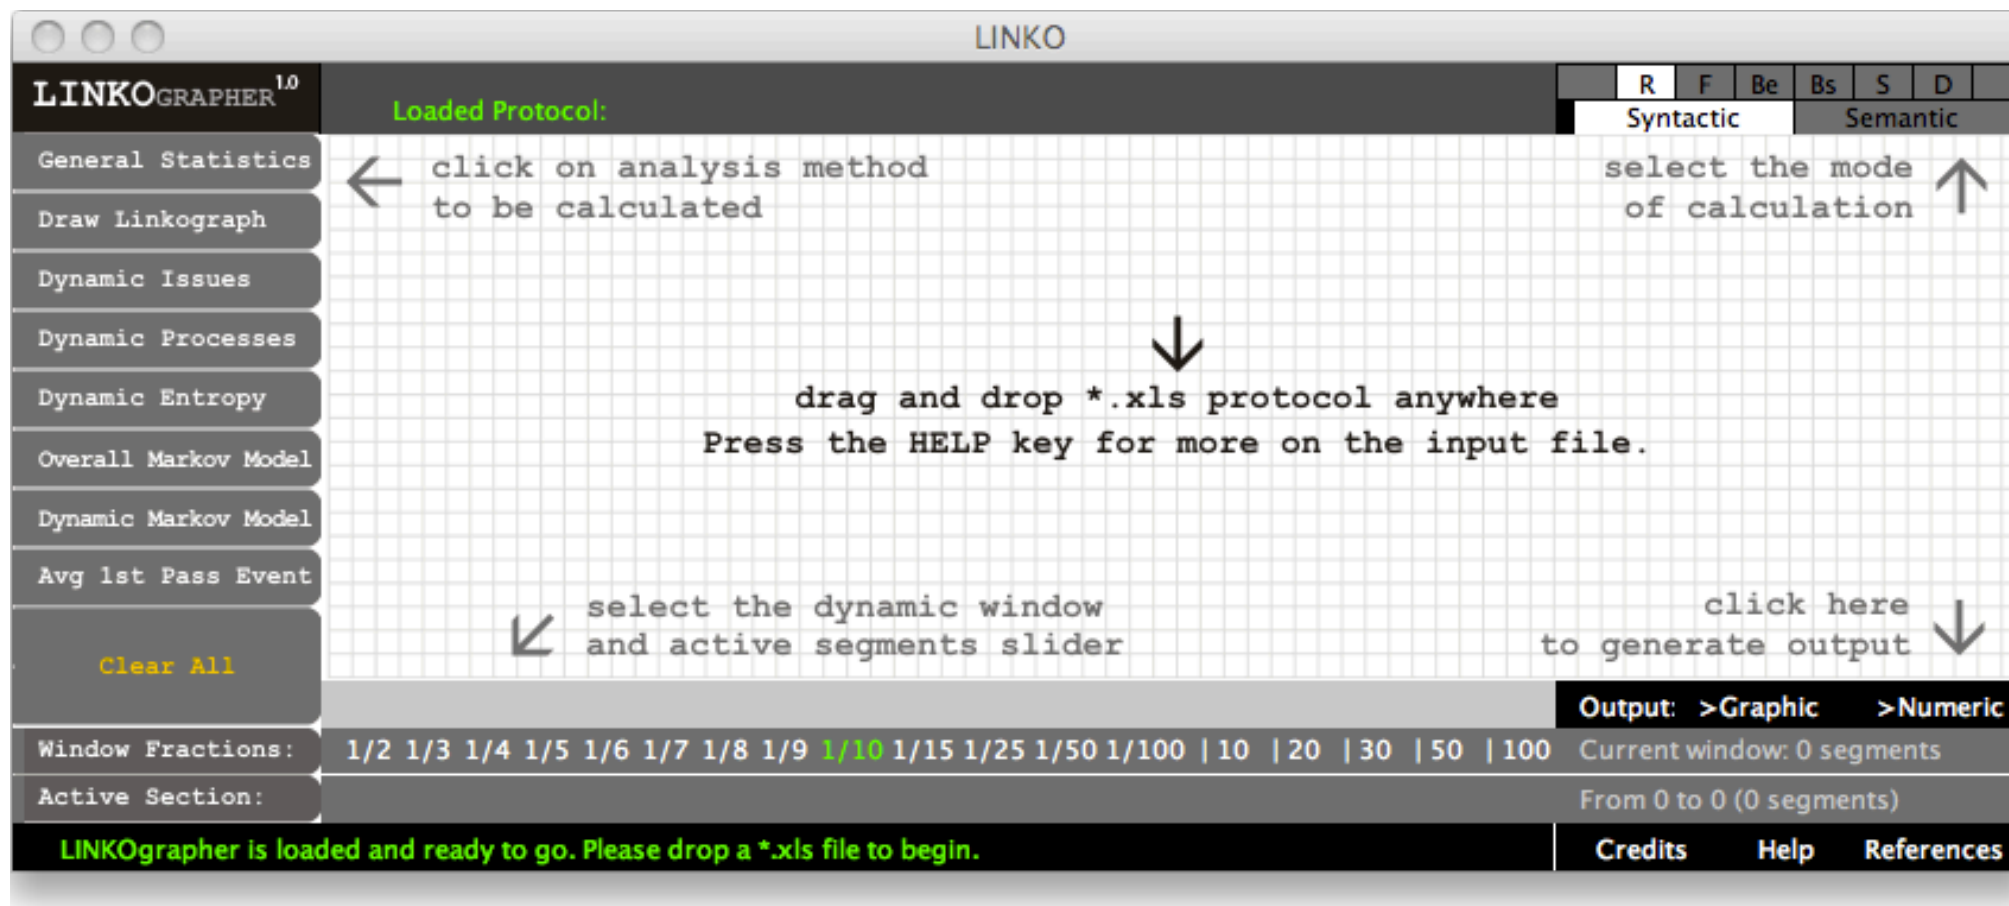 LINKO
LINKOGRAPHER 1.0
Loaded Protocol:
R F Be Bs S D
Syntactic Semantic
General Statistics
Draw Linkograph
Dynamic Issues
Dynamic Processes
Dynamic Entropy
Overall Markov Model
Dynamic Markov Model
Avg 1st Pass Event
Clear All
click on analysis method
to be calculated
select the mode
of calculation
drag and drop *.xls protocol anywhere
Press the HELP key for more on the input file.
select the dynamic window
and active segments slider
click here
to generate output
Output: >Graphic >Numeric
Window Fractions: 1/2 1/3 1/4 1/5 1/6 1/7 1/8 1/9 1/10 1/15 1/25 1/50 1/100 |10 |20 |30 |50 |100 Current window: 0 segments
Active Section: From 0 to 0 (0 segments)
LINKOgrapher is loaded and ready to go. Please drop a *.xls file to begin.
Credits Help References